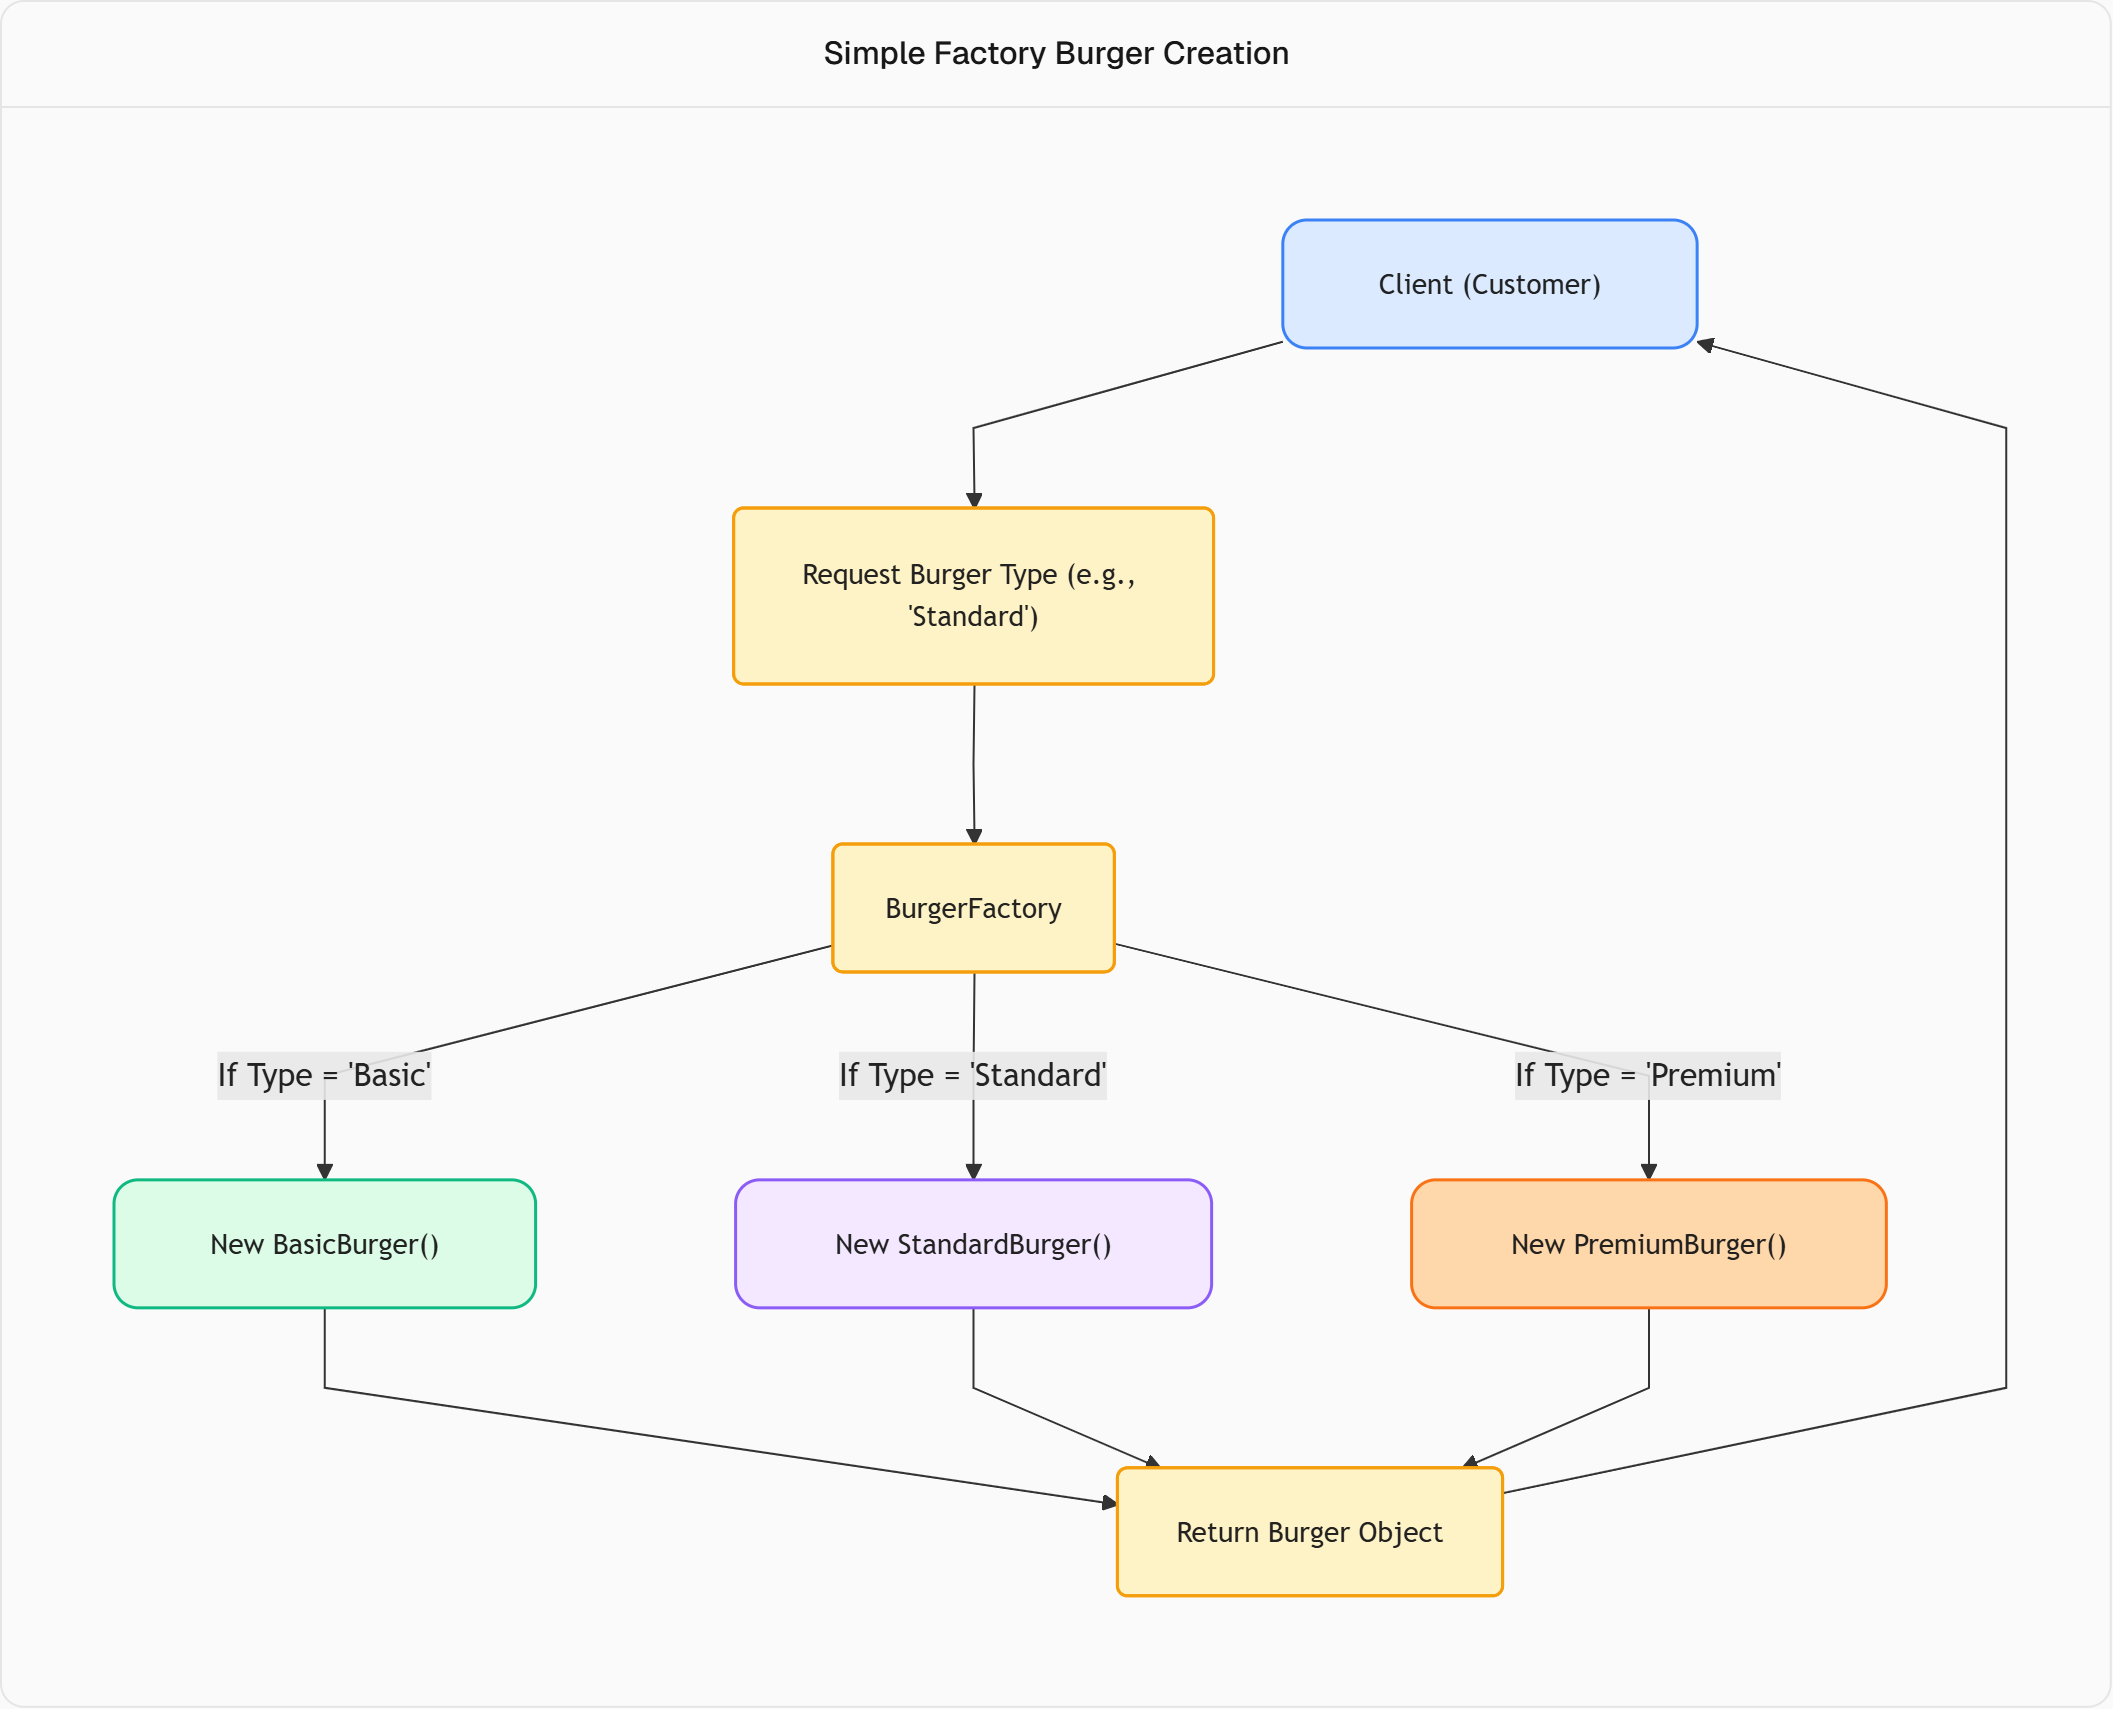 Simple Factory Burger Creation
Client (Customer)
Request Burger Type (e.g.,
'Standard')
BurgerFactory
If Type = 'Basic'
If Type = 'Standard'
If Type = 'Premium'
New BasicBurger()
New StandardBurger()
New PremiumBurger()
Return Burger Object